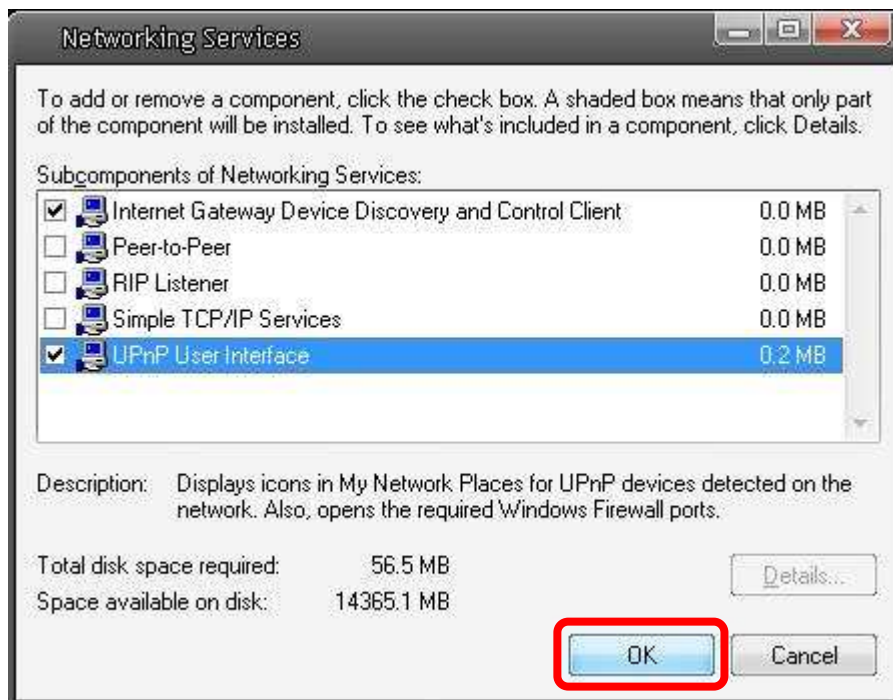 Networking Services
To add or remove a component, click the check box. A shaded box means that only part
of the component will be installed. To see what's included in a component, click Details.
Subcomponents of Networking Services:
Internet Gateway Device Discovery and Control Client 0.0 MB
Peer-to-Peer 0.0 MB
RIP Listener 0.0 MB
Simple TCP/IP Services 0.0 MB
UPnP User Interface 0.2 MB
Description: Displays icons in My Network Places for UPnP devices detected on the
network. Also, opens the required Windows Firewall ports.
Total disk space required: 56.5 MB
Space available on disk: 14365.1 MB
Details...
OK Cancel